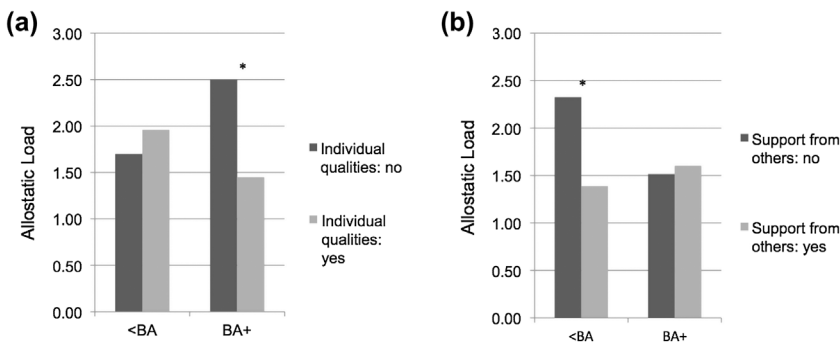 (a)
3.00
2.50
2.00
1.50
1.00
0.50
0.00
Allostatic Load
*
<BA
BA+
Individual
qualities: no
Individual
qualities:
yes
(b)
3.00
2.50
2.00
1.50
1.00
0.50
0.00
Allostatic Load
*
<BA
BA+
Support from
others: no
Support from
others: yes